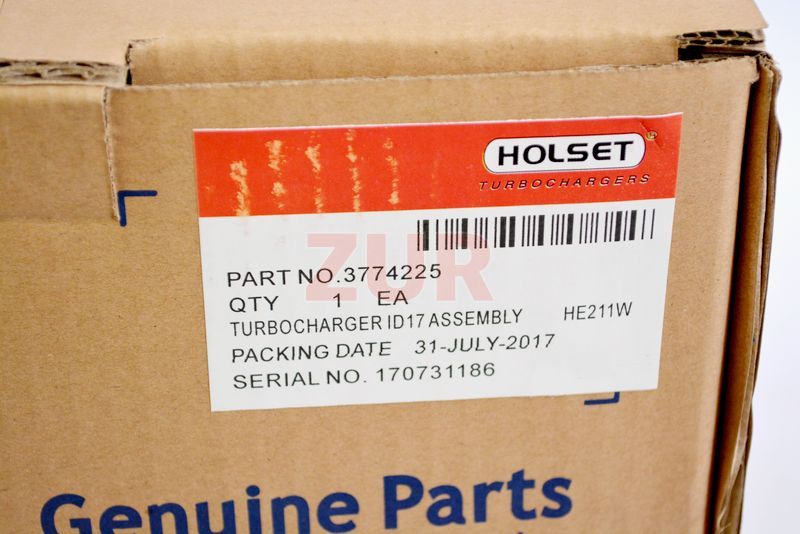 HOLSET
TURBOCHARGERS
ZUR
PART NO.3774225
QTY 1 EA
TURBOCHARGER ID17 ASSEMBLY HE211W
PACKING DATE 31-JULY-2017
SERIAL NO. 170731186
Genuine Parts